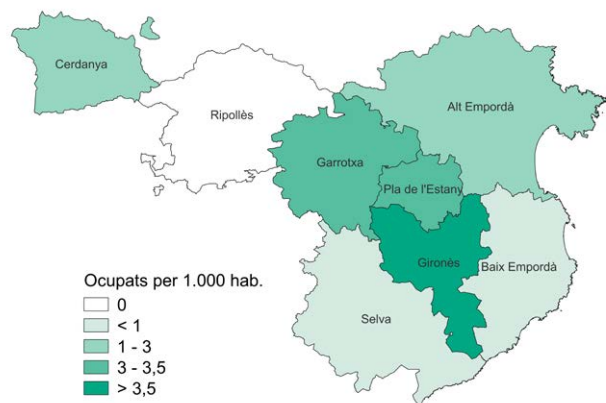 Cerdanya
Ripollès
Alt Empordà
Garrotxa
Pla de l'Estany
Gironès
Baix Empordà
Selva
Ocupats per 1.000 hab.
0
< 1
1 - 3
3 - 3,5
> 3,5